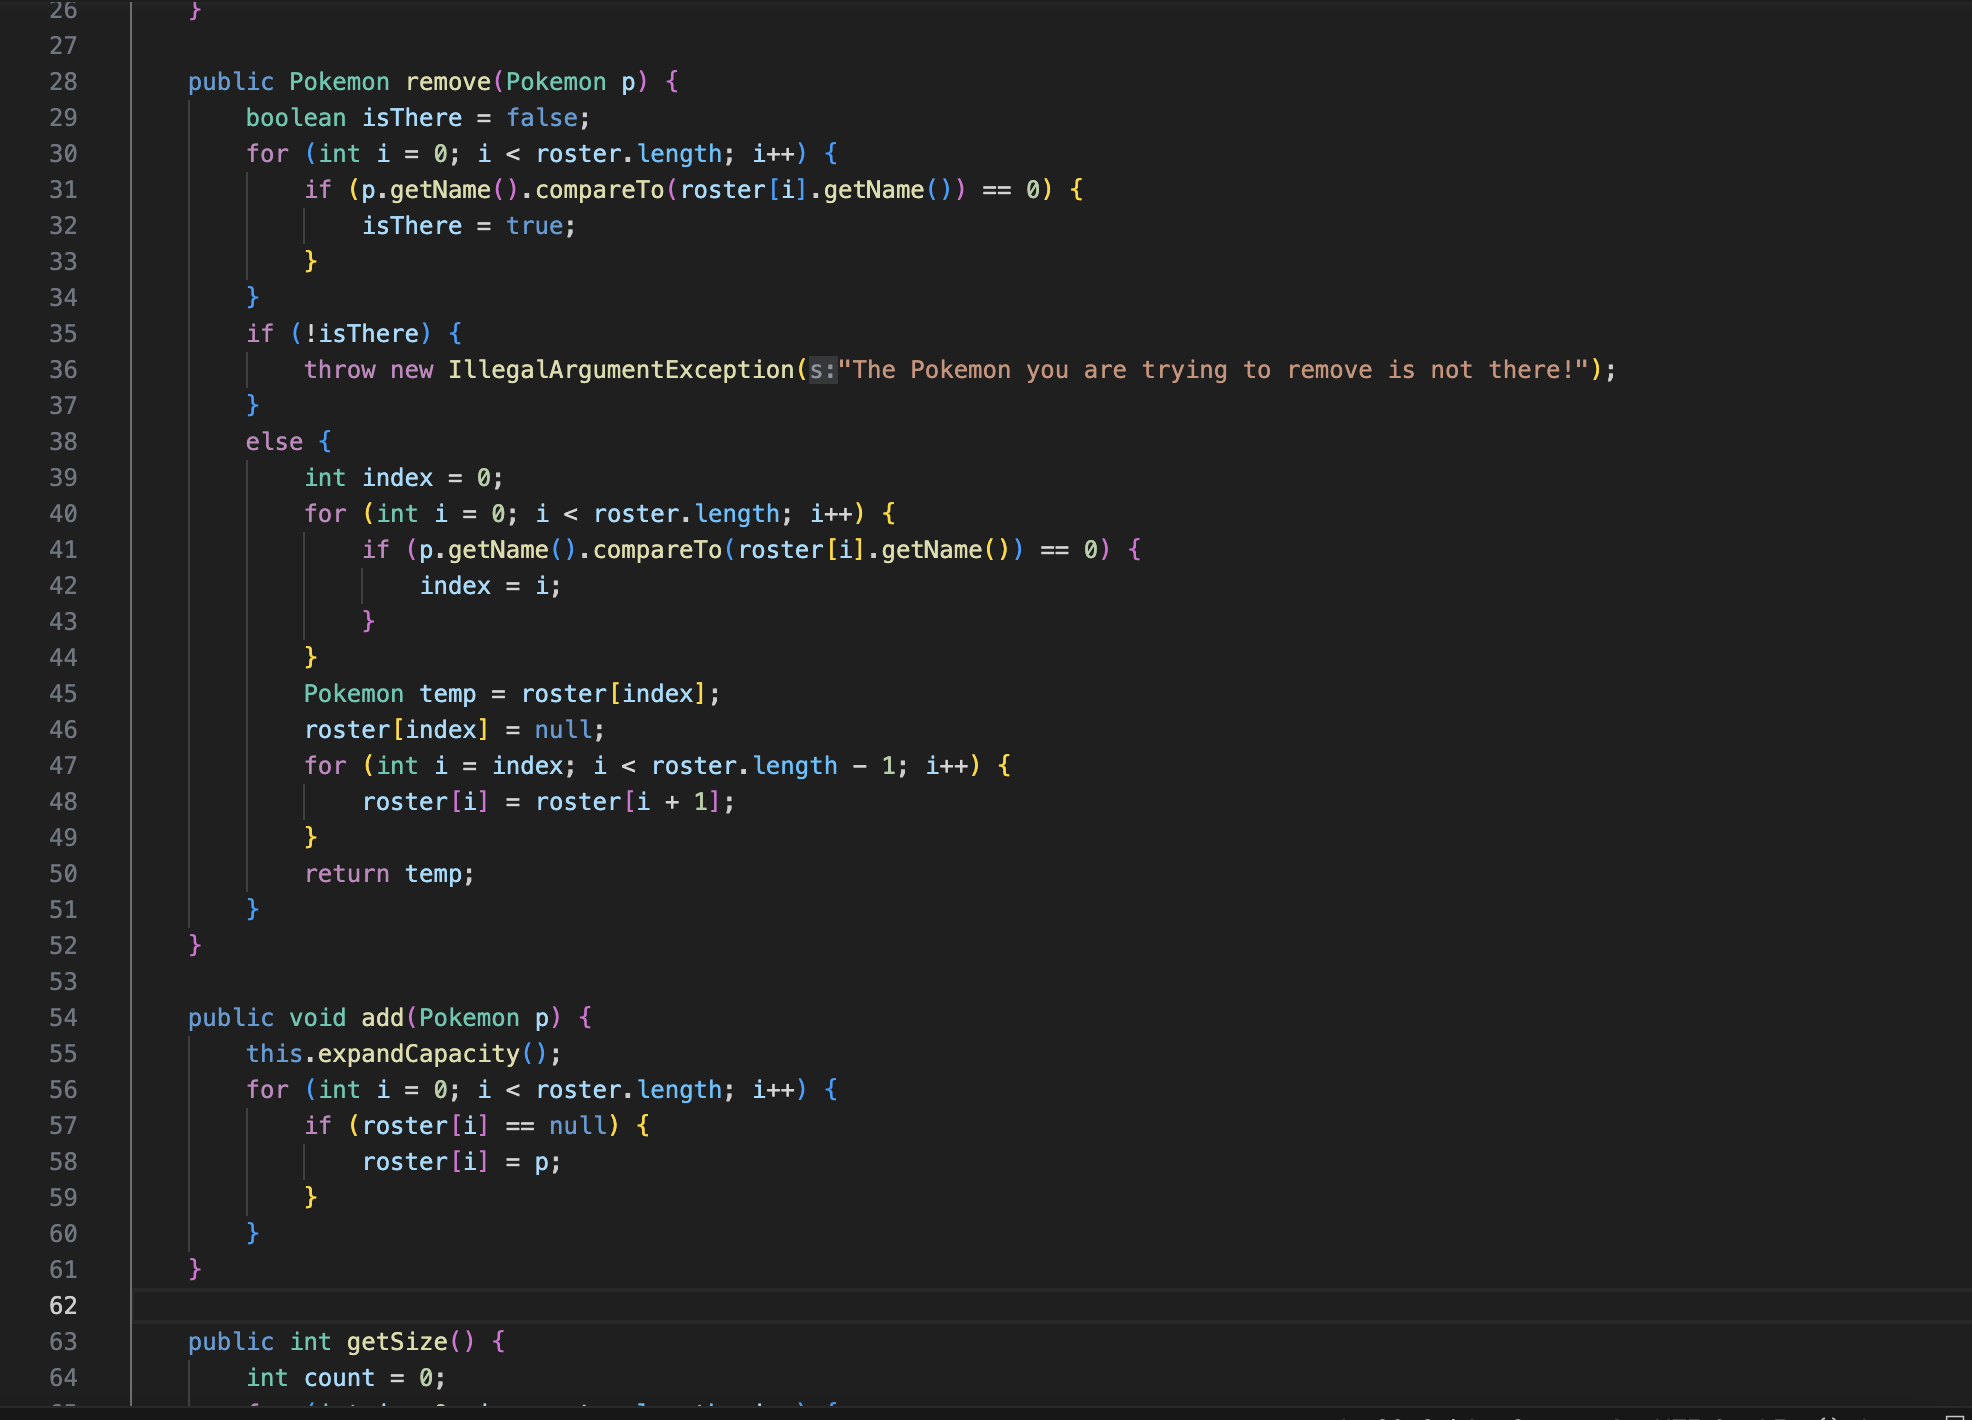 26 }
27
28 public Pokemon remove(Pokemon p) {
29 boolean isThere = false;
30 for (int i = 0; i < roster.length; i++) {
31 if (p.getName().compareTo(roster[i].getName()) == 0) {
32 isThere = true;
33 }
34 }
35 if (!isThere) {
36 throw new IllegalArgumentException(s:"The Pokemon you are trying to remove is not there!");
37 }
38 else {
39 int index = 0;
40 for (int i = 0; i < roster.length; i++) {
41 if (p.getName().compareTo(roster[i].getName()) == 0) {
42 index = i;
43 }
44 }
45 Pokemon temp = roster[index];
46 roster[index] = null;
47 for (int i = index; i < roster.length - 1; i++) {
48 roster[i] = roster[i + 1];
49 }
50 return temp;
51 }
52 }
53
54 public void add(Pokemon p) {
55 this.expandCapacity();
56 for (int i = 0; i < roster.length; i++) {
57 if (roster[i] == null) {
58 roster[i] = p;
59 }
60 }
61 }
62
63 public int getSize() {
64 int count = 0;